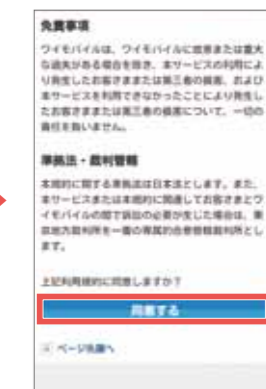 免責事項
ワイモバイルは、ワイモバイルに故意または重大
な過失がある場合を除き、本サービスの利用によ
り発生したお客さままたは第三者の損害、および
本サービスを利用できなかったことにより発生し
たお客さままたは第三者の損害について、一切の
責任を負いません。
準拠法・裁判管轄
本規約に関する準拠法は日本法とします。また、
本サービスまたは本規約に関連してお客さまとワ
イモバイルの間で訴訟の必要が生じた場合は、東
京地方裁判所を一審の専属的合意管轄裁判所とし
ます。
上記利用規約に同意しますか？
同意する
ページ先頭へ